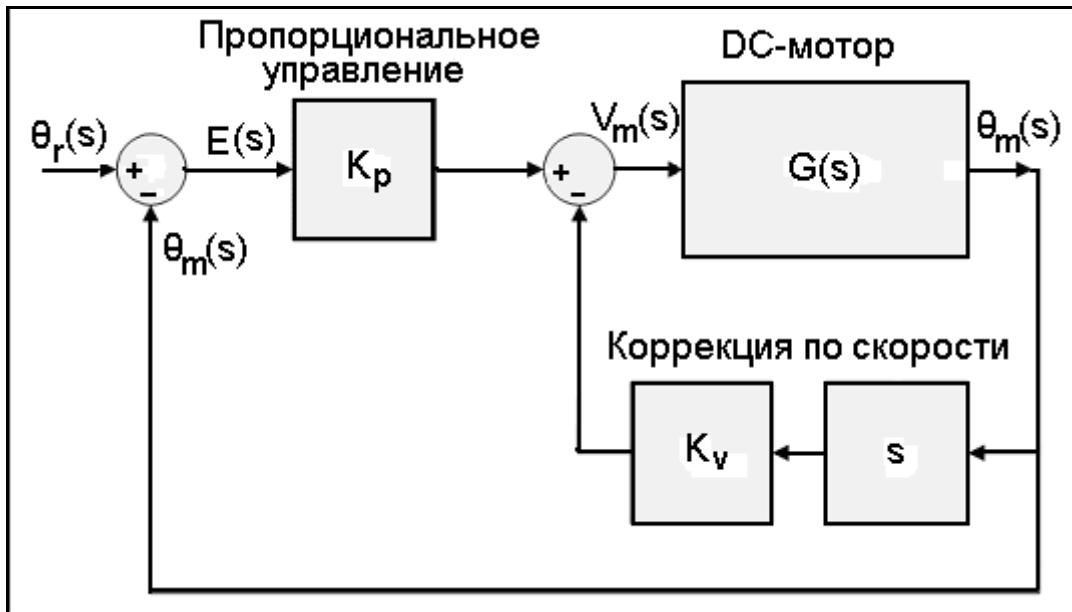 Пропорциональное
управление
DC-мотор
θr(s)
E(s)
Kp
Vm(s)
G(s)
θm(s)
+
−
+
−
θm(s)
Коррекция по скорости
Kv
s